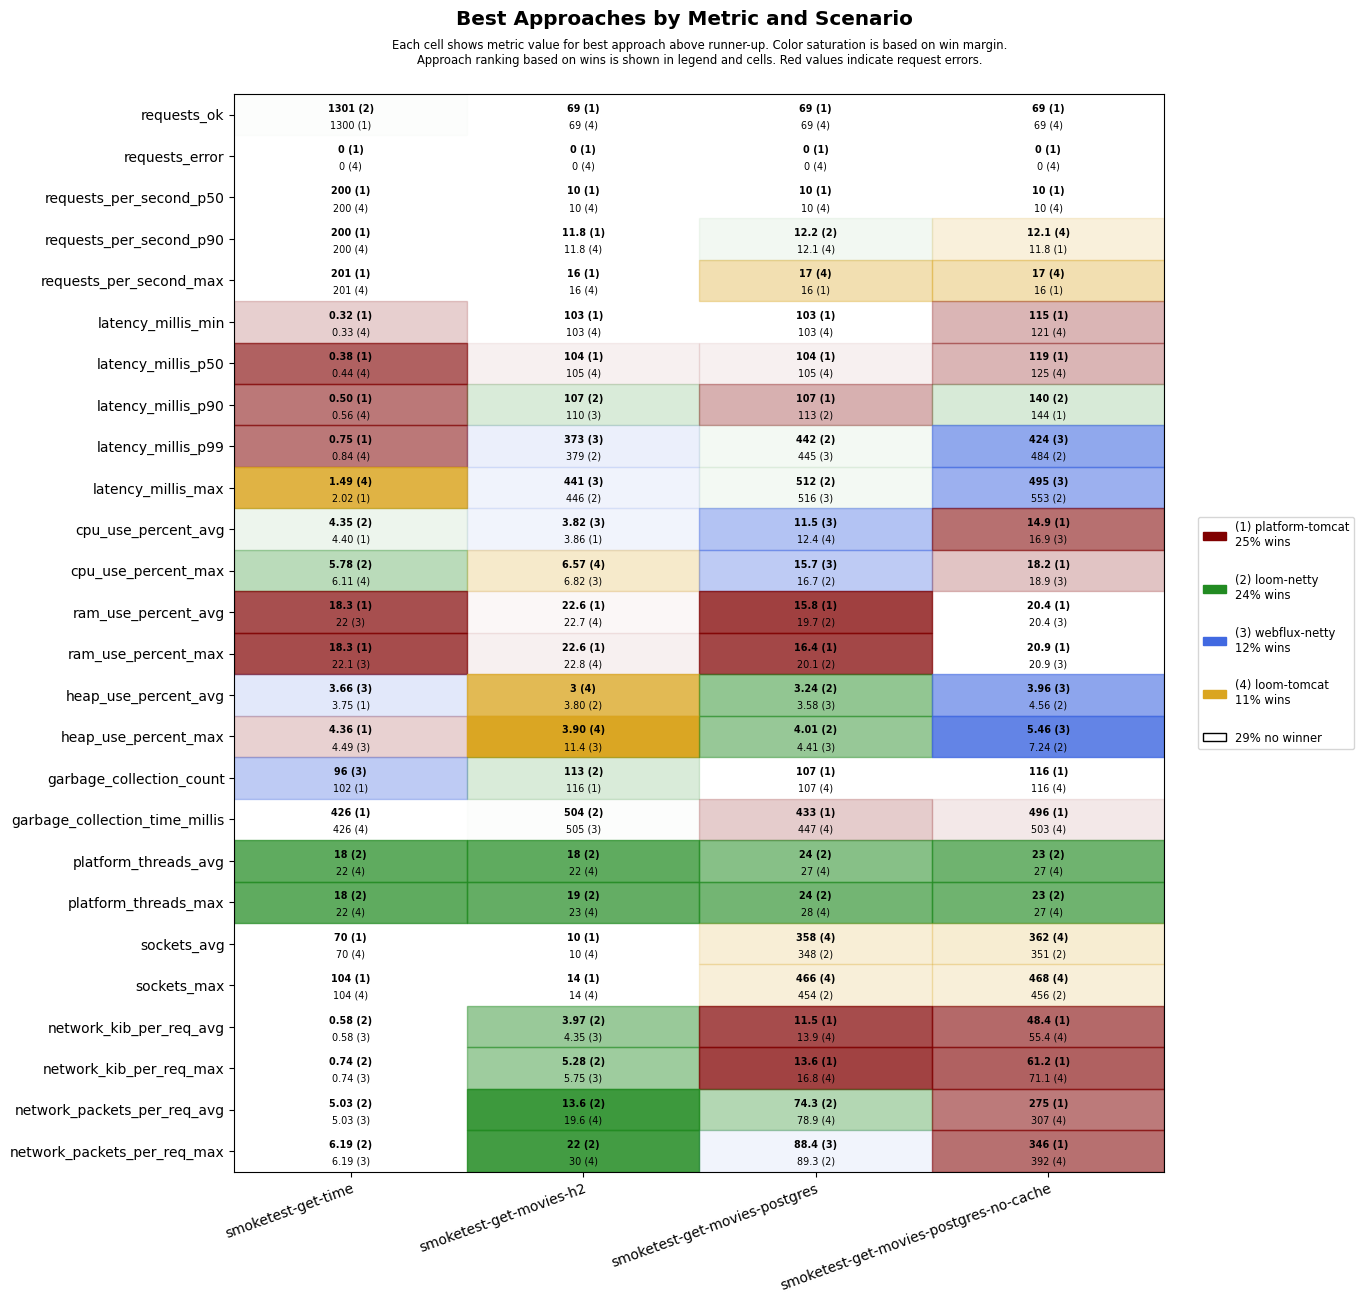 Best Approaches by Metric and Scenario
Each cell shows metric value for best approach above runner-up. Color saturation is based on win margin.
Approach ranking based on wins is shown in legend and cells. Red values indicate request errors.
requests_ok
1301 (2) 69 (1) 69 (1) 69 (1)
1300 (1) 69 (4) 69 (4) 69 (4)
requests_error
0 (1) 0 (1) 0 (1) 0 (1)
0 (4) 0 (4) 0 (4) 0 (4)
requests_per_second_p50
200 (1) 10 (1) 10 (1) 10 (1)
200 (4) 10 (4) 10 (4) 10 (4)
requests_per_second_p90
200 (1) 11.8 (1) 12.2 (2) 12.1 (4)
200 (4) 11.8 (4) 12.1 (4) 11.8 (1)
requests_per_second_max
201 (1) 16 (1) 17 (4) 17 (4)
201 (4) 16 (4) 16 (1) 16 (1)
latency_millis_min
0.32 (1) 103 (1) 103 (1) 115 (1)
0.33 (4) 103 (4) 103 (4) 121 (4)
latency_millis_p50
0.38 (1) 104 (1) 104 (1) 119 (1)
0.44 (4) 105 (4) 105 (4) 125 (4)
latency_millis_p90
0.50 (1) 107 (2) 107 (1) 140 (2)
0.56 (4) 110 (3) 113 (2) 144 (1)
latency_millis_p99
0.75 (1) 373 (3) 442 (2) 424 (3)
0.84 (4) 379 (2) 445 (3) 484 (2)
latency_millis_max
1.49 (4) 441 (3) 512 (2) 495 (3)
2.02 (1) 446 (2) 516 (3) 553 (2)
cpu_use_percent_avg
4.35 (2) 3.82 (3) 11.5 (3) 14.9 (1)
4.40 (1) 3.86 (1) 12.4 (4) 16.9 (3)
cpu_use_percent_max
5.78 (2) 6.57 (4) 15.7 (3) 18.2 (1)
6.11 (4) 6.82 (3) 16.7 (2) 18.9 (3)
ram_use_percent_avg
18.3 (1) 22.6 (1) 15.8 (1) 20.4 (1)
22 (3) 22.7 (4) 19.7 (2) 20.4 (3)
ram_use_percent_max
18.3 (1) 22.6 (1) 16.4 (1) 20.9 (1)
22.1 (3) 22.8 (4) 20.1 (2) 20.9 (3)
heap_use_percent_avg
3.66 (3) 3 (4) 3.24 (2) 3.96 (3)
3.75 (1) 3.80 (2) 3.58 (3) 4.56 (2)
heap_use_percent_max
4.36 (1) 3.90 (4) 4.01 (2) 5.46 (3)
4.49 (3) 11.4 (3) 4.41 (3) 7.24 (2)
garbage_collection_count
96 (3) 113 (2) 107 (1) 116 (1)
102 (1) 116 (1) 107 (4) 116 (4)
garbage_collection_time_millis
426 (1) 504 (2) 433 (1) 496 (1)
426 (4) 505 (3) 447 (4) 503 (4)
platform_threads_avg
18 (2) 18 (2) 24 (2) 23 (2)
22 (4) 22 (4) 27 (4) 27 (4)
platform_threads_max
18 (2) 19 (2) 24 (2) 23 (2)
22 (4) 23 (4) 28 (4) 27 (4)
sockets_avg
70 (1) 10 (1) 358 (4) 362 (4)
70 (4) 10 (4) 348 (2) 351 (2)
sockets_max
104 (1) 14 (1) 466 (4) 468 (4)
104 (4) 14 (4) 454 (2) 456 (2)
network_kib_per_req_avg
0.58 (2) 3.97 (2) 11.5 (1) 48.4 (1)
0.58 (3) 4.35 (3) 13.9 (4) 55.4 (4)
network_kib_per_req_max
0.74 (2) 5.28 (2) 13.6 (1) 61.2 (1)
0.74 (3) 5.75 (3) 16.8 (4) 71.1 (4)
network_packets_per_req_avg
5.03 (2) 13.6 (2) 74.3 (2) 275 (1)
5.03 (3) 19.6 (4) 78.9 (4) 307 (4)
network_packets_per_req_max
6.19 (2) 22 (2) 88.4 (3) 346 (1)
6.19 (3) 30 (4) 89.3 (2) 392 (4)
smoketest-get-time
smoketest-get-movies-h2
smoketest-get-movies-postgres
smoketest-get-movies-postgres-no-cache
(1) platform-tomcat
25% wins
(2) loom-netty
24% wins
(3) webflux-netty
12% wins
(4) loom-tomcat
11% wins
29% no winner